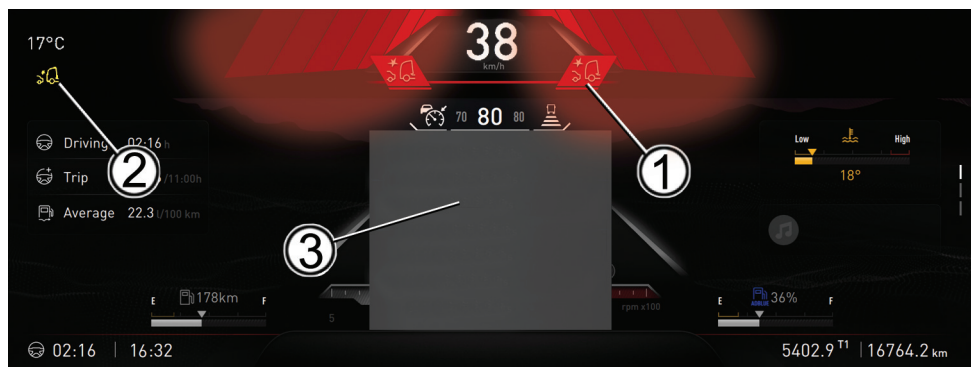 17°C
38
km/h
70 80 80
1
2
3
Driving 02:16 h
Trip /11:00h
Average 22.3 l/100 km
Low High
18°
E 178km F
5
rpm x100
E ADBLUE 36% F
02:16 | 16:32
5402.9 T1 | 16764.2 km